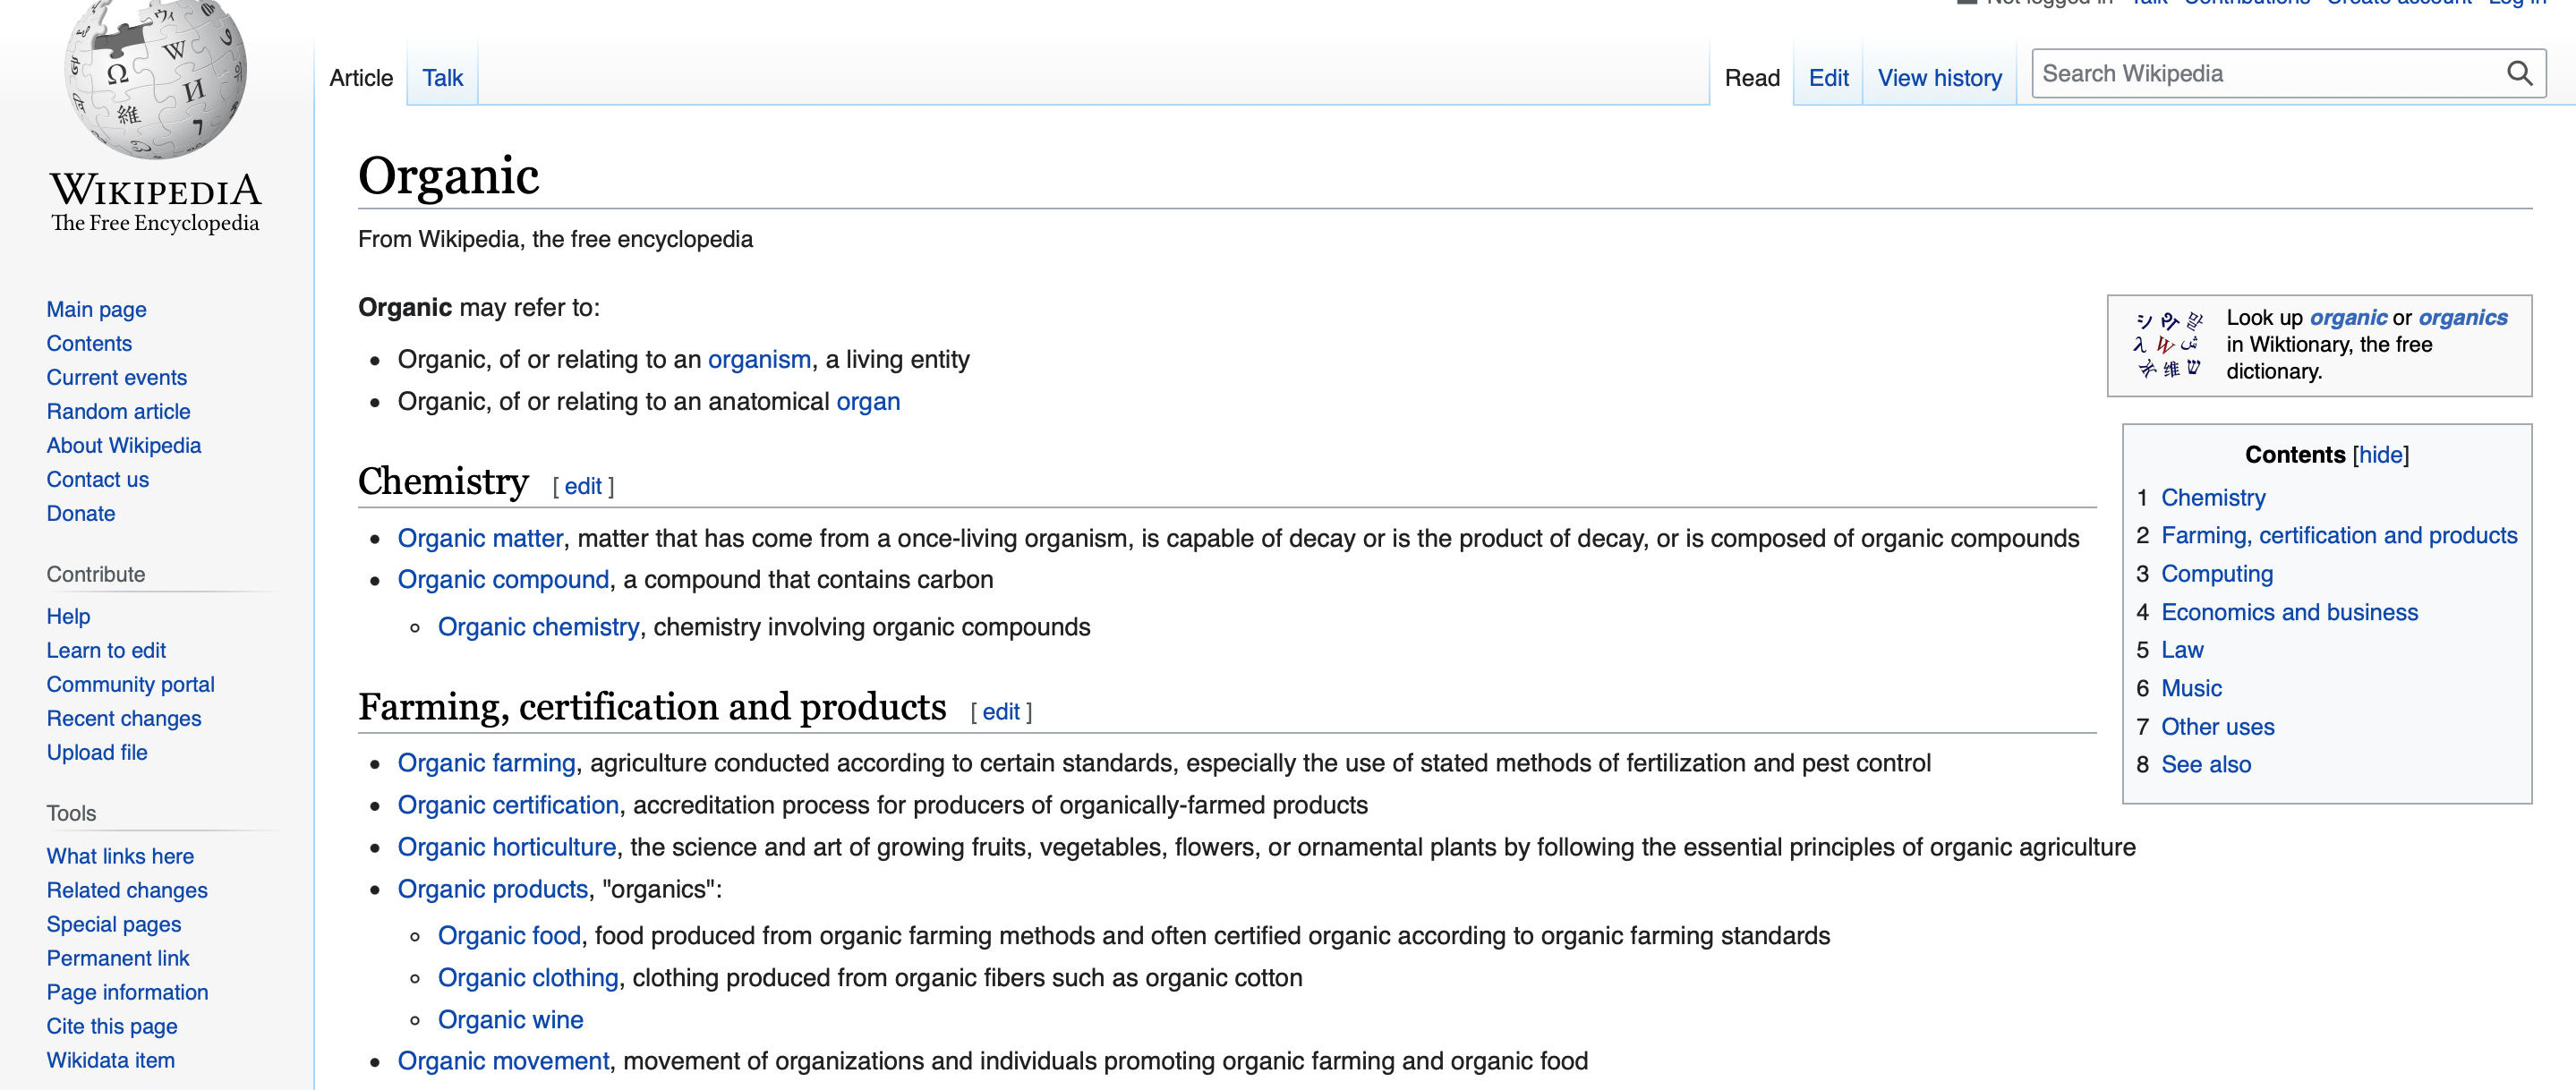 Not logged in Talk Contributions Create account Log in
Article Talk Read Edit View history Search Wikipedia
WIKIPEDIA
The Free Encyclopedia
Main page
Contents
Current events
Random article
About Wikipedia
Contact us
Donate
Contribute
Help
Learn to edit
Community portal
Recent changes
Upload file
Tools
What links here
Related changes
Special pages
Permanent link
Page information
Cite this page
Wikidata item
Organic
From Wikipedia, the free encyclopedia
Organic may refer to:
Organic, of or relating to an organism, a living entity
Organic, of or relating to an anatomical organ
Look up organic or organics
in Wiktionary, the free
dictionary.
Contents [hide]
1 Chemistry
2 Farming, certification and products
3 Computing
4 Economics and business
5 Law
6 Music
7 Other uses
8 See also
Chemistry [ edit ]
Organic matter, matter that has come from a once-living organism, is capable of decay or is the product of decay, or is composed of organic compounds
Organic compound, a compound that contains carbon
Organic chemistry, chemistry involving organic compounds
Farming, certification and products [ edit ]
Organic farming, agriculture conducted according to certain standards, especially the use of stated methods of fertilization and pest control
Organic certification, accreditation process for producers of organically-farmed products
Organic horticulture, the science and art of growing fruits, vegetables, flowers, or ornamental plants by following the essential principles of organic agriculture
Organic products, "organics":
Organic food, food produced from organic farming methods and often certified organic according to organic farming standards
Organic clothing, clothing produced from organic fibers such as organic cotton
Organic wine
Organic movement, movement of organizations and individuals promoting organic farming and organic food